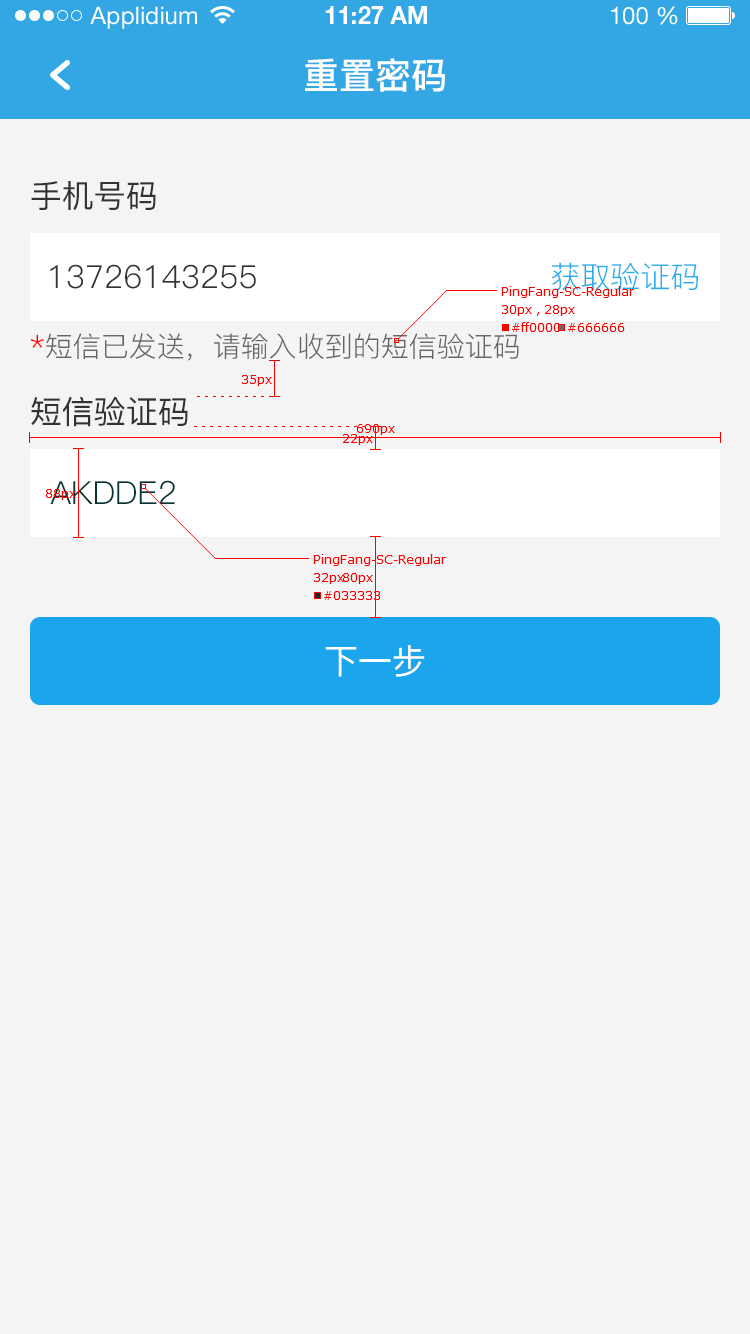 Applidium 11:27 AM 100 %
重置密码
手机号码
13726143255 获取验证码
PingFang-SC-Regular
30px , 28px
#ff0000 #666666
*短信已发送，请输入收到的短信验证码
35px
短信验证码
690px
22px
88px
AKDDE2
PingFang-SC-Regular
32px 80px
#033333
下一步